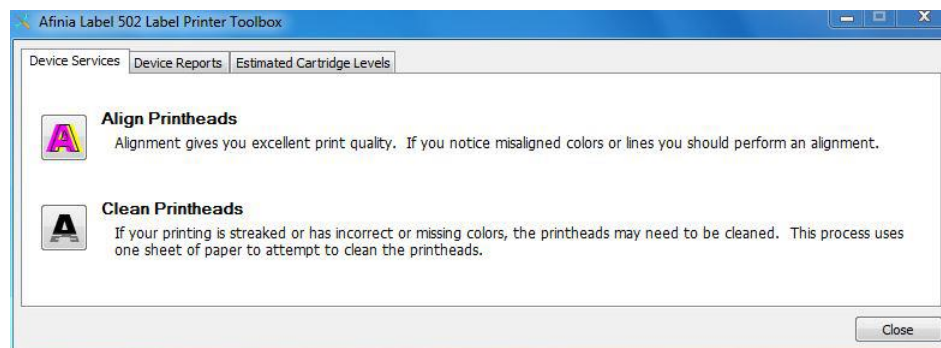 Afinia Label 502 Label Printer Toolbox
Device Services Device Reports Estimated Cartridge Levels
Align Printheads
Alignment gives you excellent print quality. If you notice misaligned colors or lines you should perform an alignment.
Clean Printheads
If your printing is streaked or has incorrect or missing colors, the printheads may need to be cleaned. This process uses
one sheet of paper to attempt to clean the printheads.
Close